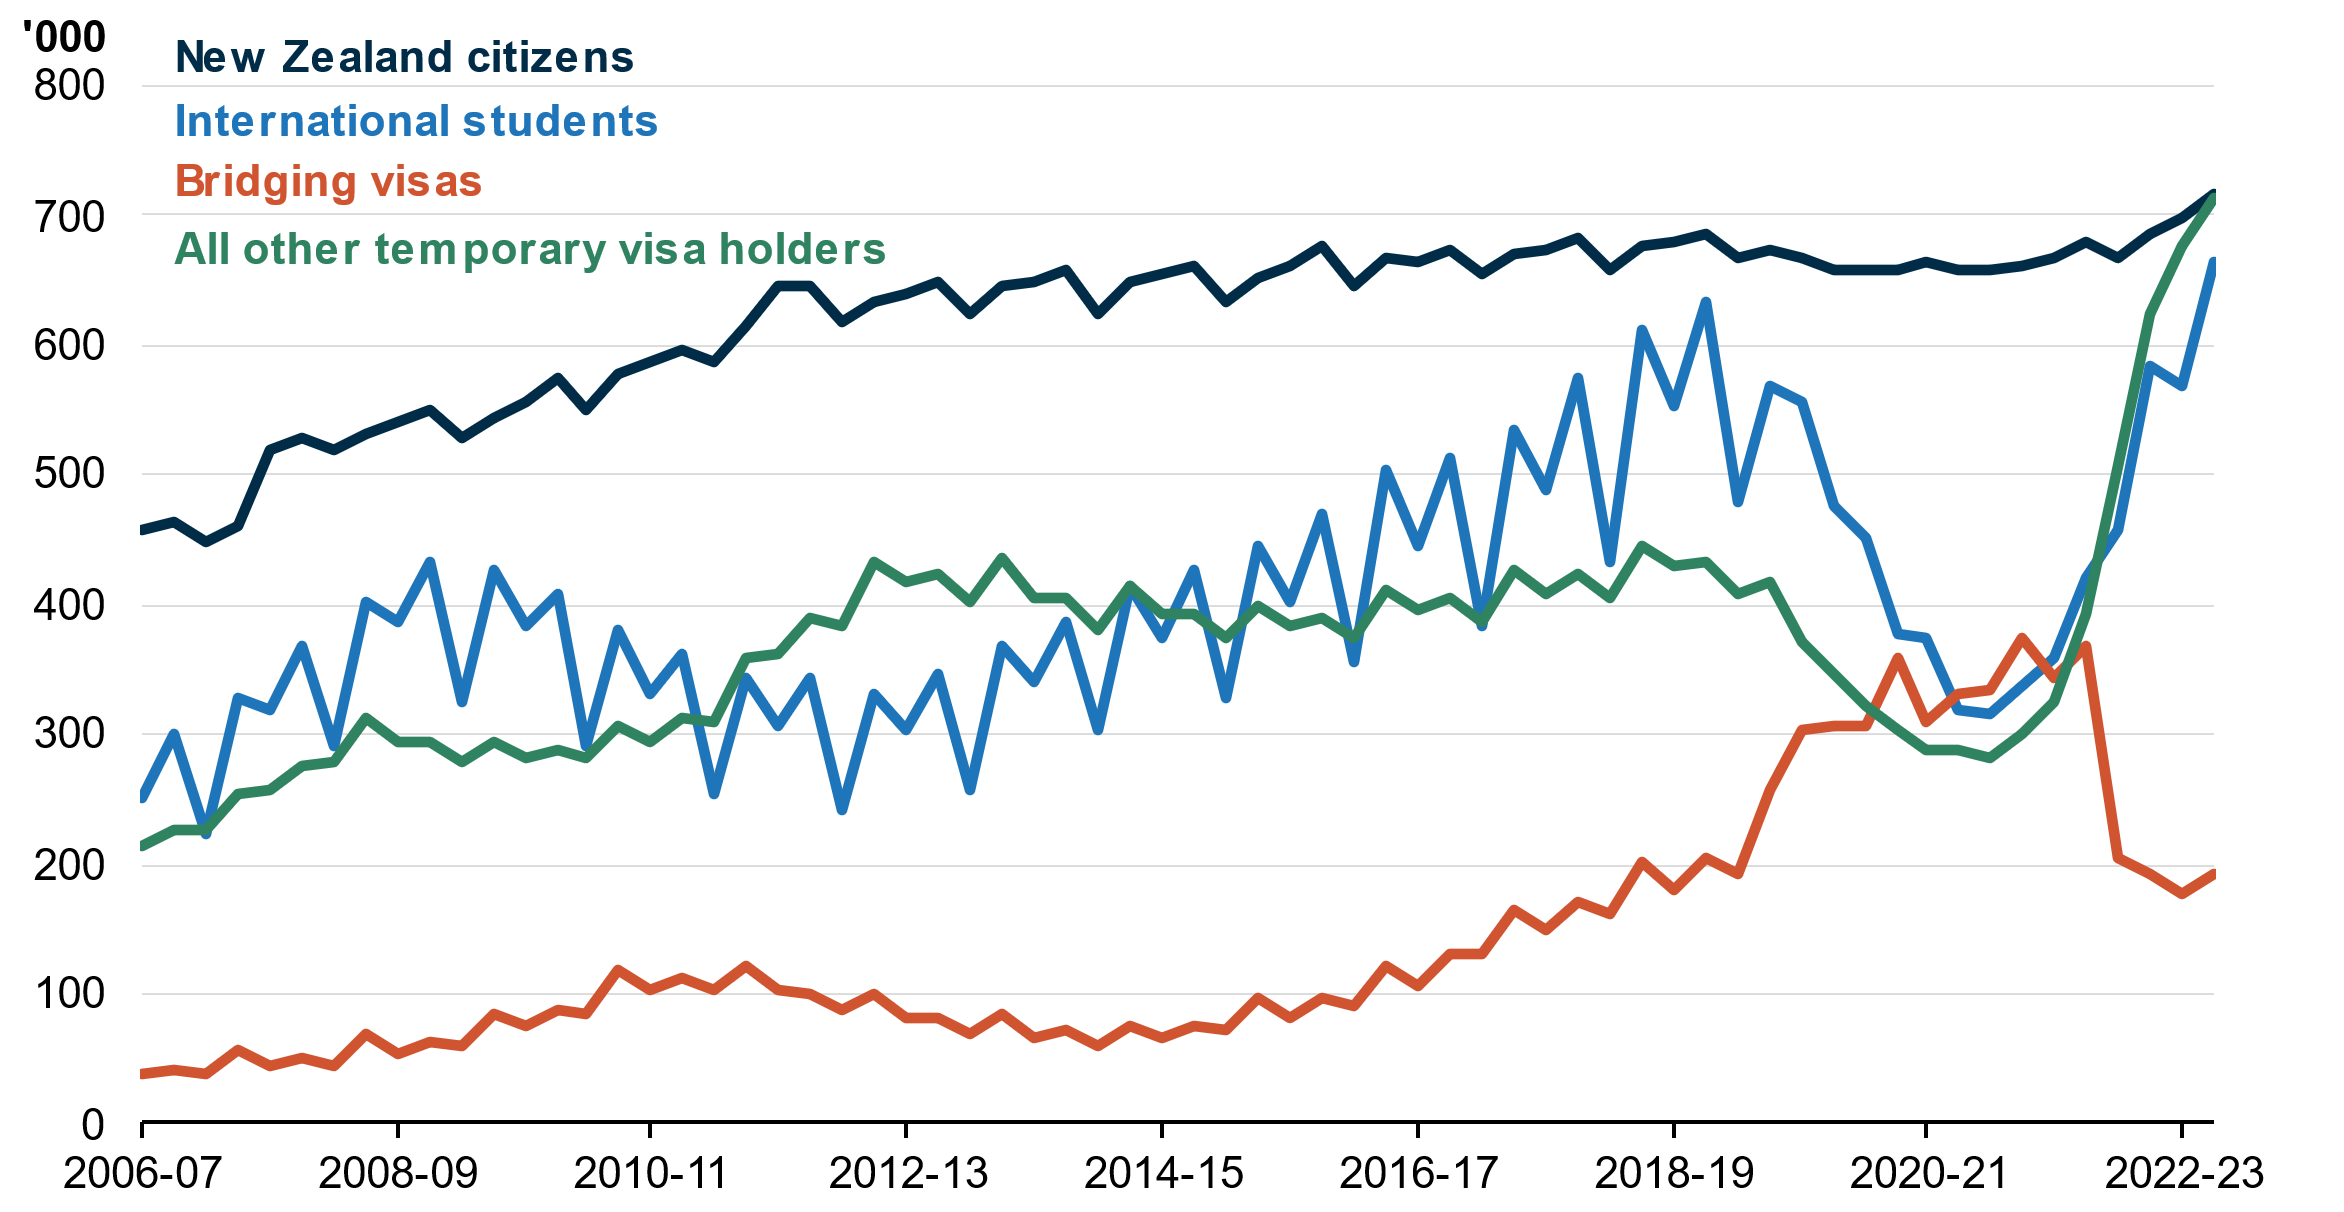 '000
New Zealand citizens
800
International students
Bridging visas
700
All other temporary visa holders
600
500
400
300
200
100
0
2006-07 2008-09 2010-11 2012-13 2014-15 2016-17 2018-19 2020-21 2022-23